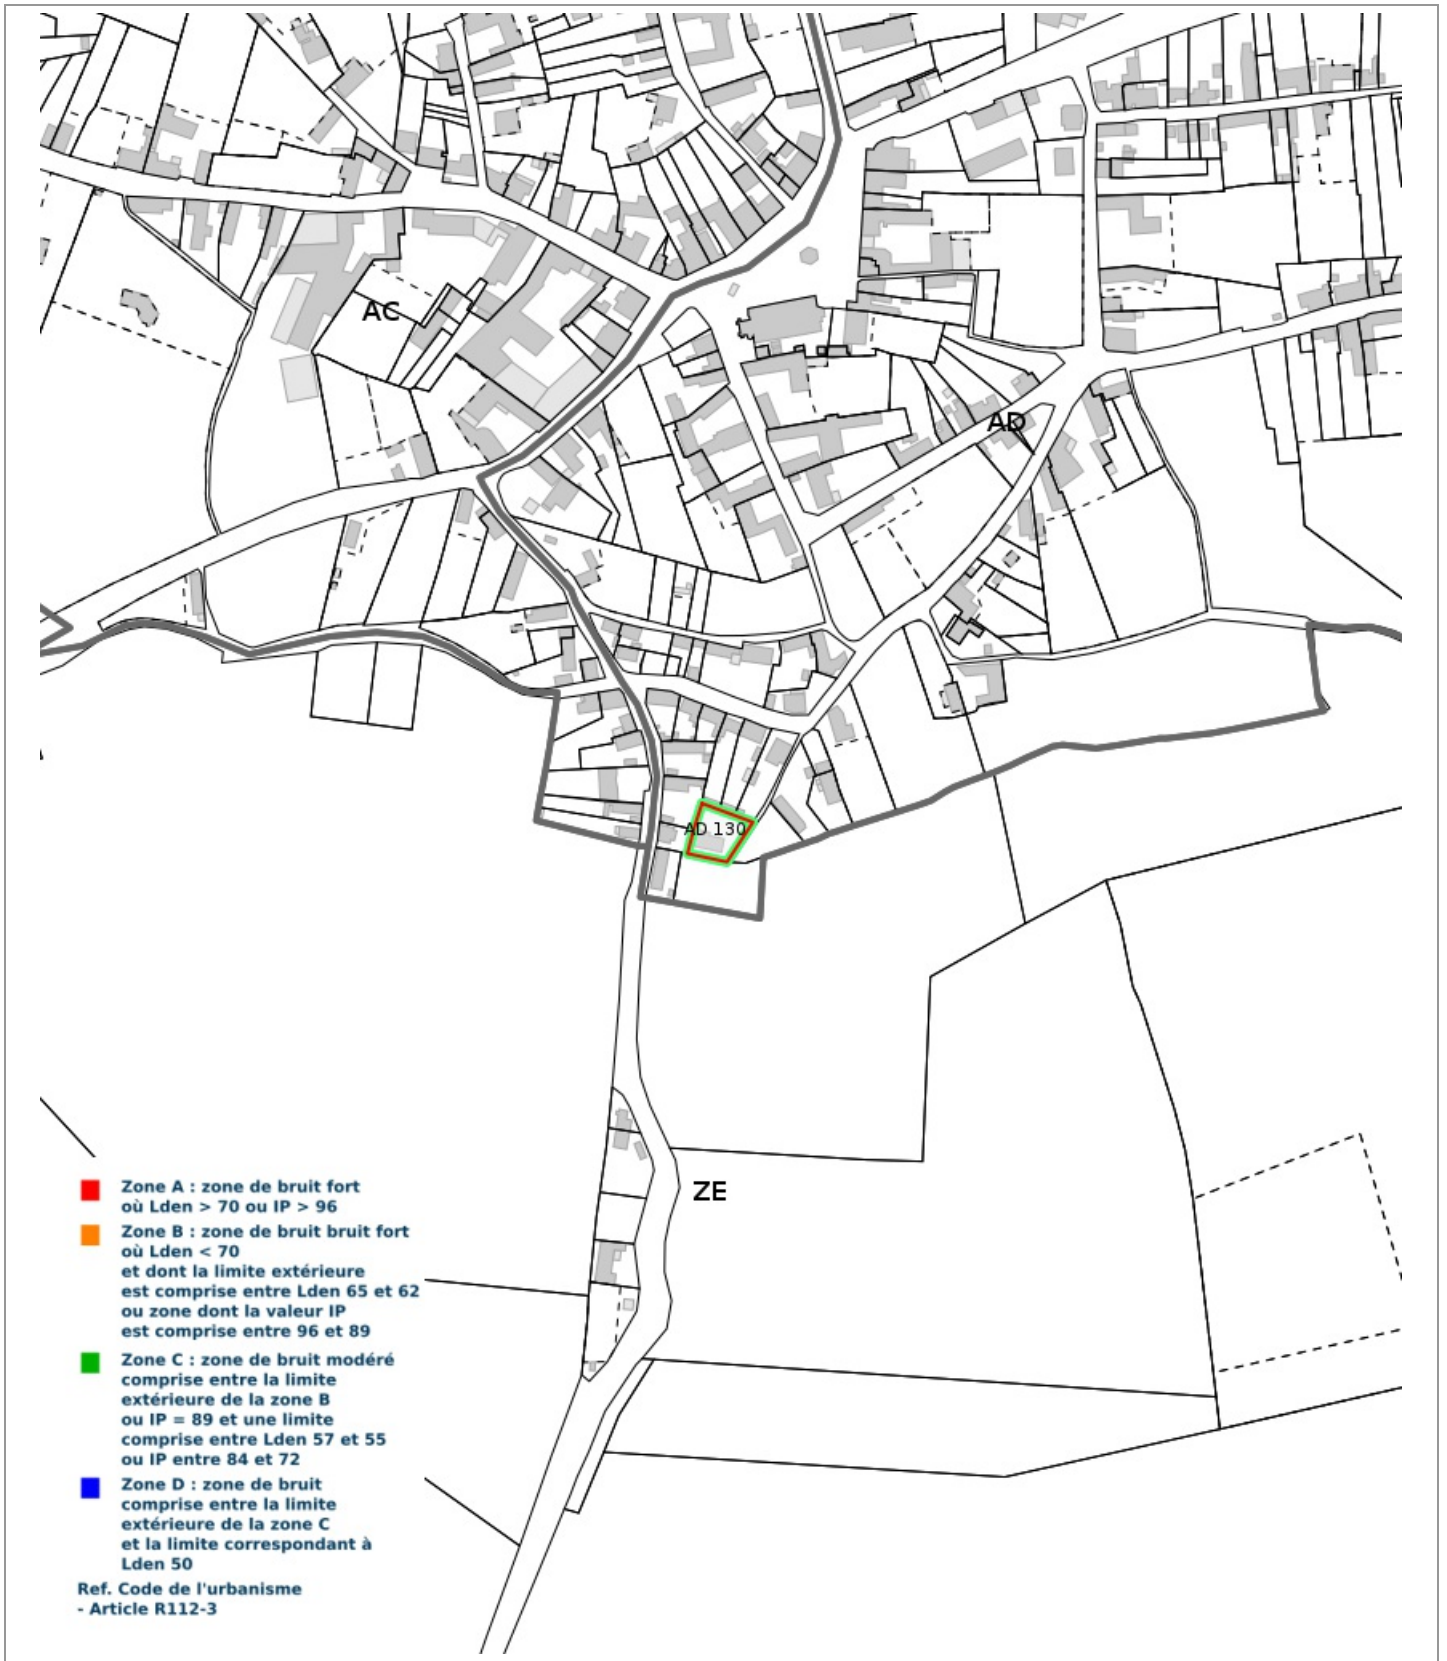 AC
AD
AD 130
ZE
Zone A : zone de bruit fort
où Lden > 70 ou IP > 96
Zone B : zone de bruit bruit fort
où Lden < 70
et dont la limite extérieure
est comprise entre Lden 65 et 62
ou zone dont la valeur IP
est comprise entre 96 et 89
Zone C : zone de bruit modéré
comprise entre la limite
extérieure de la zone B
ou IP = 89 et une limite
comprise entre Lden 57 et 55
ou IP entre 84 et 72
Zone D : zone de bruit
comprise entre la limite
extérieure de la zone C
et la limite correspondant à
Lden 50
Ref. Code de l'urbanisme
- Article R112-3